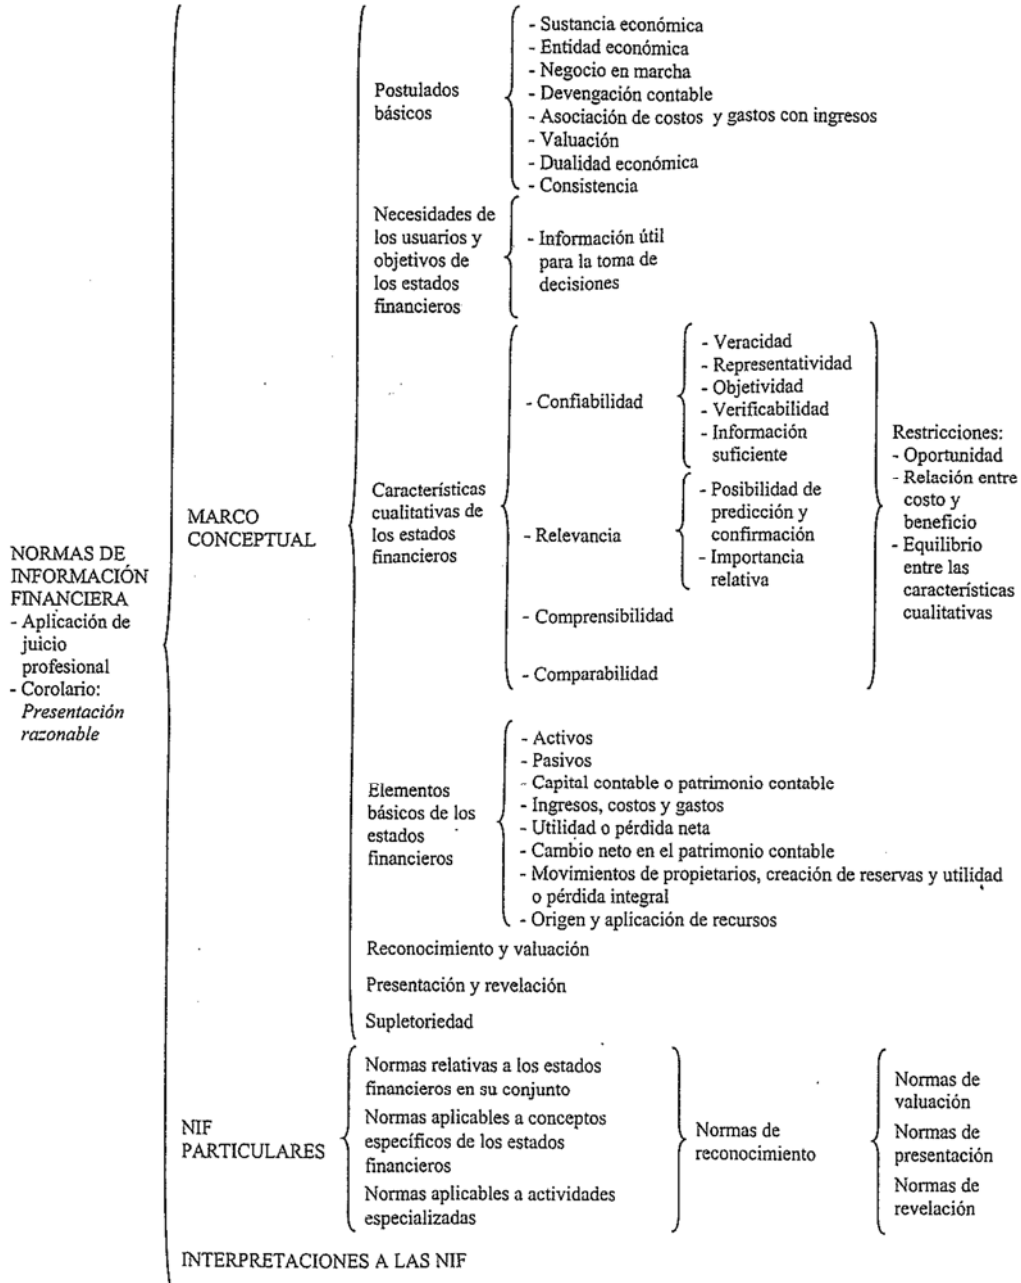 NORMAS DE
INFORMACIÓN
FINANCIERA
- Aplicación de
juicio
profesional
- Corolario:
Presentación
razonable
MARCO
CONCEPTUAL
Postulados
básicos
- Sustancia económica
- Entidad económica
- Negocio en marcha
- Devengación contable
- Asociación de costos y gastos con ingresos
- Valuación
- Dualidad económica
- Consistencia
Necesidades de
los usuarios y
objetivos de
los estados
financieros
- Información útil
para la toma de
decisiones
Características
cualitativas de
los estados
financieros
- Confiabilidad
- Veracidad
- Representatividad
- Objetividad
- Verificabilidad
- Información
suficiente
- Relevancia
- Posibilidad de
predicción y
confirmación
- Importancia
relativa
- Comprensibilidad
- Comparabilidad
Restricciones:
- Oportunidad
- Relación entre
costo y
beneficio
- Equilibrio
entre las
características
cualitativas
Elementos
básicos de los
estados
financieros
- Activos
- Pasivos
- Capital contable o patrimonio contable
- Ingresos, costos y gastos
- Utilidad o pérdida neta
- Cambio neto en el patrimonio contable
- Movimientos de propietarios, creación de reservas y utilidad
o pérdida integral
- Origen y aplicación de recursos
Reconocimiento y valuación
Presentación y revelación
Supletoriedad
NIF
PARTICULARES
Normas relativas a los estados
financieros en su conjunto
Normas aplicables a conceptos
específicos de los estados
financieros
Normas aplicables a actividades
especializadas
Normas de
reconocimiento
Normas de
valuación
Normas de
presentación
Normas de
revelación
INTERPRETACIONES A LAS NIF